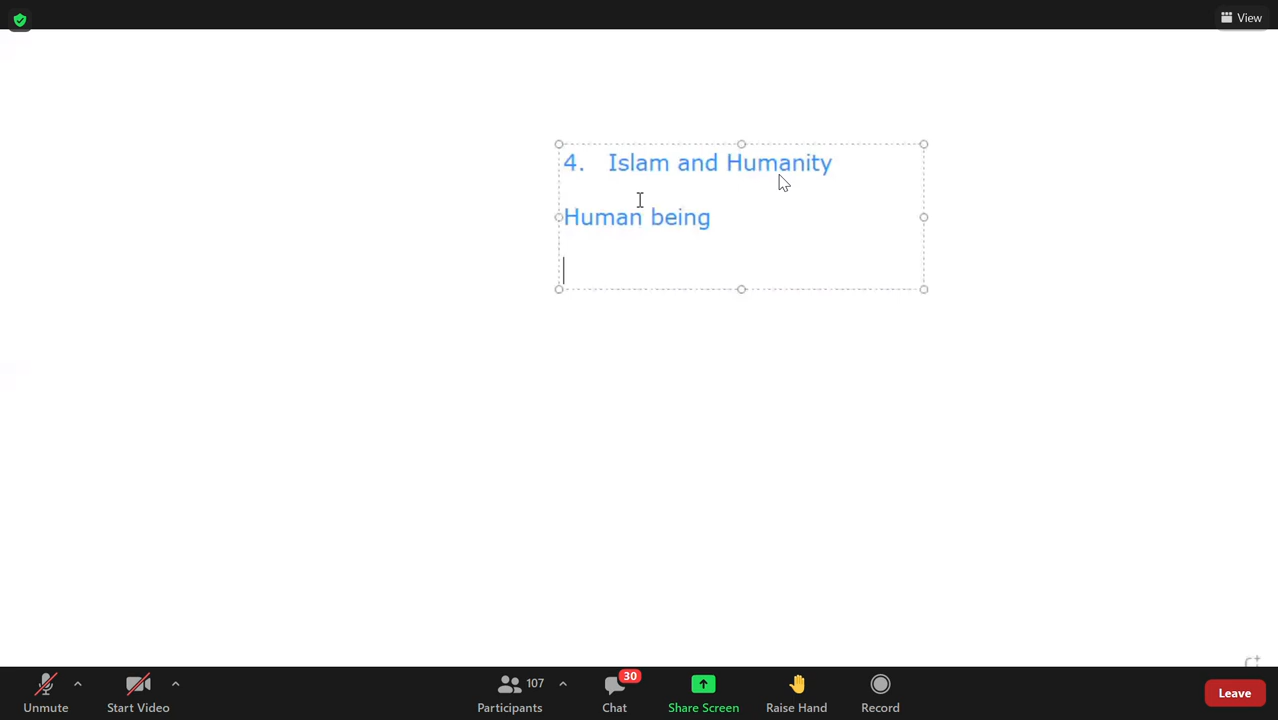 View
4. Islam and Humanity
Human being
107
30
Unmute
Start Video
Participants
Chat
Share Screen
Raise Hand
Record
Leave